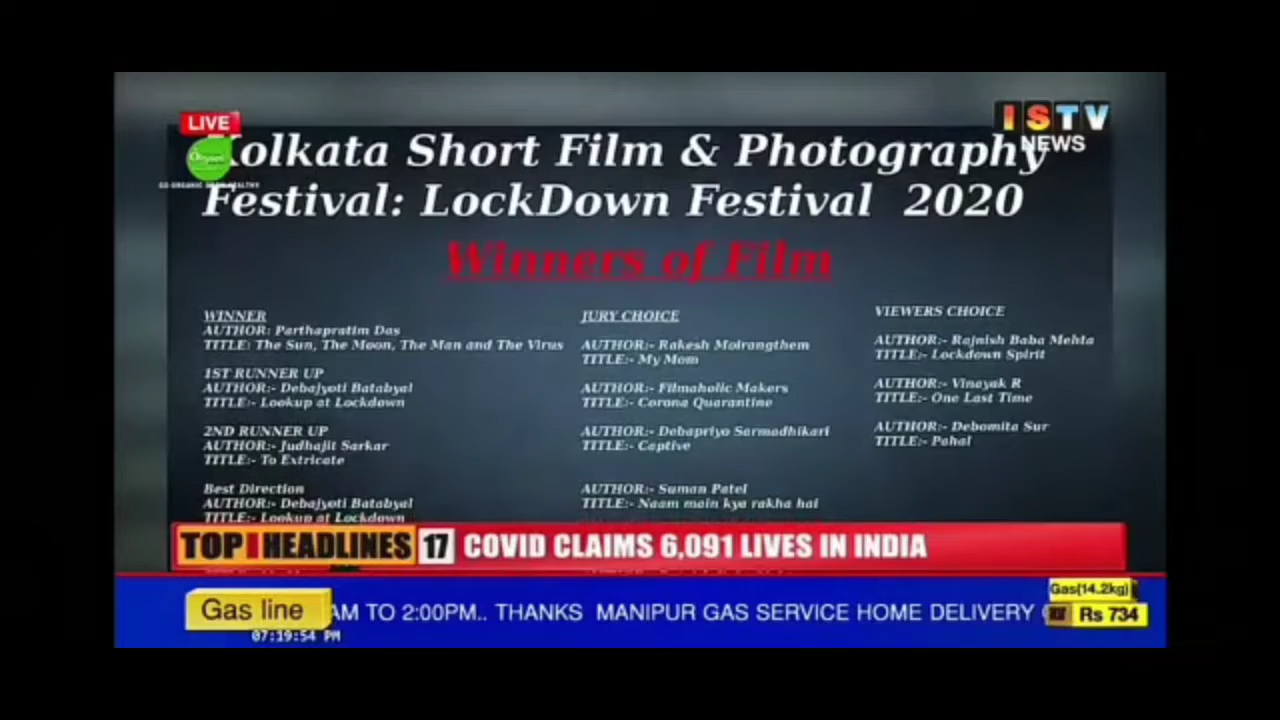 LIVE
ISTV
NEWS
Kolkata Short Film & Photography
Festival: LockDown Festival 2020
Winners of Film
WINNER
AUTHOR: Parthapratim Das
TITLE: The Sun, The Moon, The Man and The Virus
1ST RUNNER UP
AUTHOR:- Debajyoti Batabyal
TITLE:- Lookup at Lockdown
2ND RUNNER UP
AUTHOR:- Judhajit Sarkar
TITLE:- To Extricate
Best Direction
AUTHOR:- Debajyoti Batabyal
TITLE:- Lookup at Lockdown
JURY CHOICE
AUTHOR:- Rakesh Moirangthem
TITLE:- My Mom
AUTHOR:- Filmaholic Makers
TITLE:- Corona Quarantine
AUTHOR:- Debapriyo Sarmadhikari
TITLE:- Captive
AUTHOR:- Suman Patel
TITLE:- Naam main kya rakha hai
VIEWERS CHOICE
AUTHOR:- Rajnish Baba Mehta
TITLE:- Lockdown Spirit
AUTHOR:- Vinayak R
TITLE:- One Last Time
AUTHOR:- Debomita Sur
TITLE:- Pahal
TOP HEADLINES 17 COVID CLAIMS 6,091 LIVES IN INDIA
Gas line AM TO 2:00PM.. THANKS MANIPUR GAS SERVICE HOME DELIVERY
Gas(14.2kg)
Rs 734
07:19:54 PM